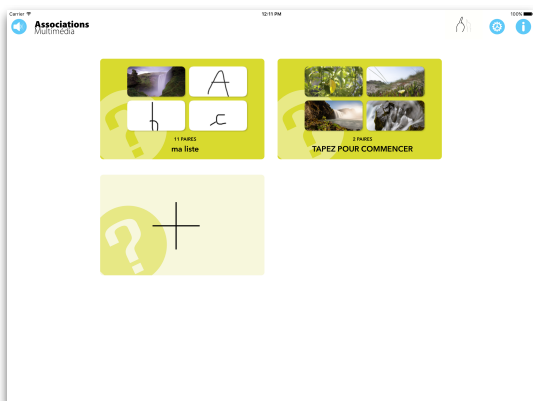 Carrier 12:11 PM 100%
Associations
Multimédia
A
h c
11 PAIRES
ma liste
2 PAIRES
TAPEZ POUR COMMENCER